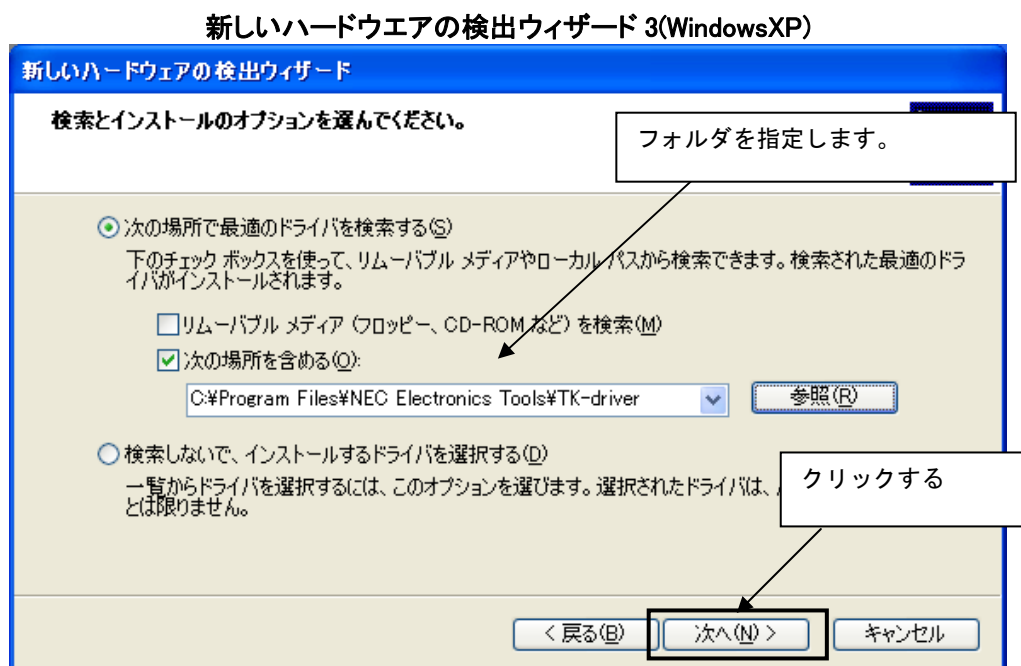 新しいハードウエアの検出ウィザード 3(WindowsXP)
新しいハードウェアの検出ウィザード
検索とインストールのオプションを選んでください。
フォルダを指定します。
次の場所で最適のドライバを検索する(S)
下のチェック ボックスを使って、リムーバブル メディアやローカル パスから検索できます。検索された最適のドラ
イバがインストールされます。
リムーバブル メディア (フロッピー、CD-ROM など) を検索(M)
次の場所を含める(O):
C:¥Program Files¥NEC Electronics Tools¥TK-driver
参照(R)
検索しないで、インストールするドライバを選択する(D)
一覧からドライバを選択するには、このオプションを選びます。選択されたドライバは、
とは限りません。
クリックする
< 戻る(B)
次へ(N) >
キャンセル